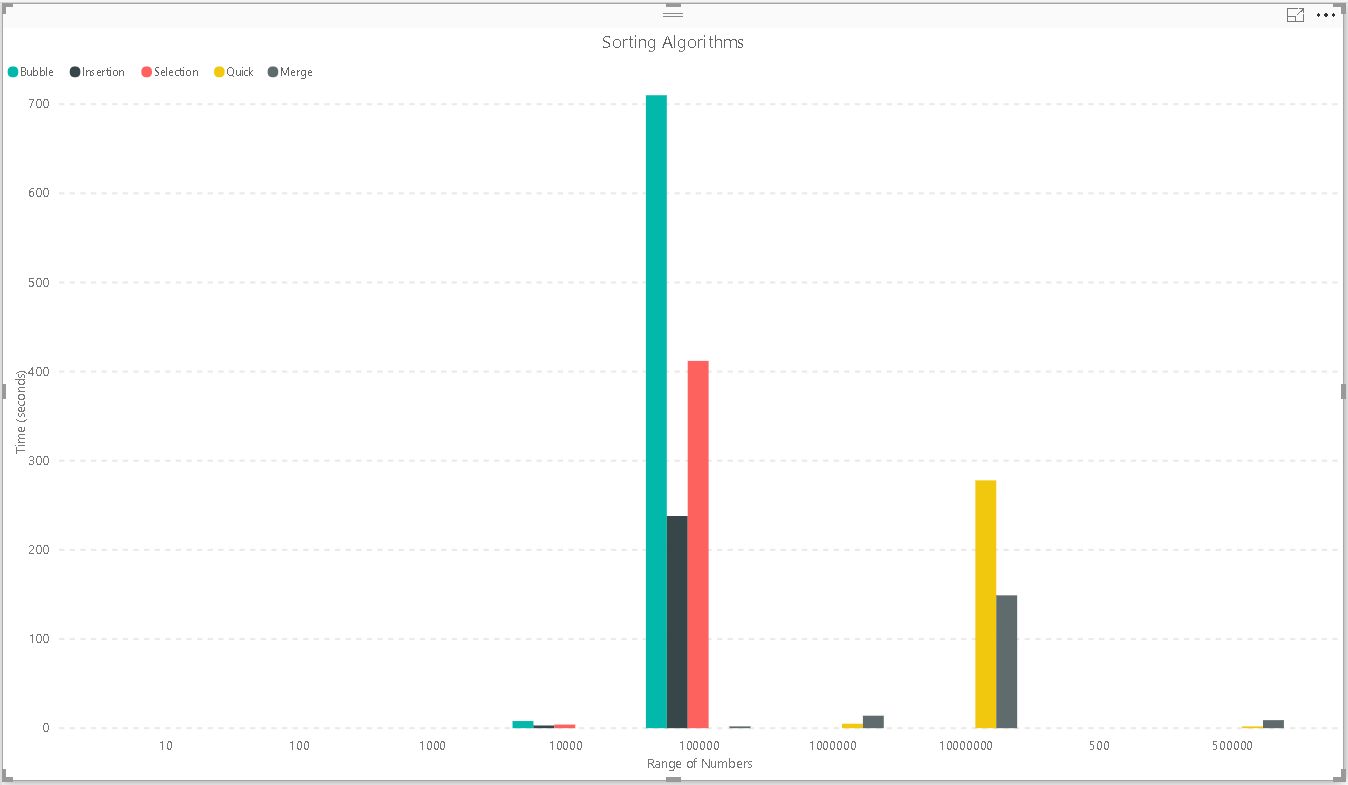 Sorting Algorithms
Bubble Insertion Selection Quick Merge
700
600
500
400
300
200
100
0
Time (seconds)
10 100 1000 10000 100000 1000000 10000000 500 500000
Range of Numbers